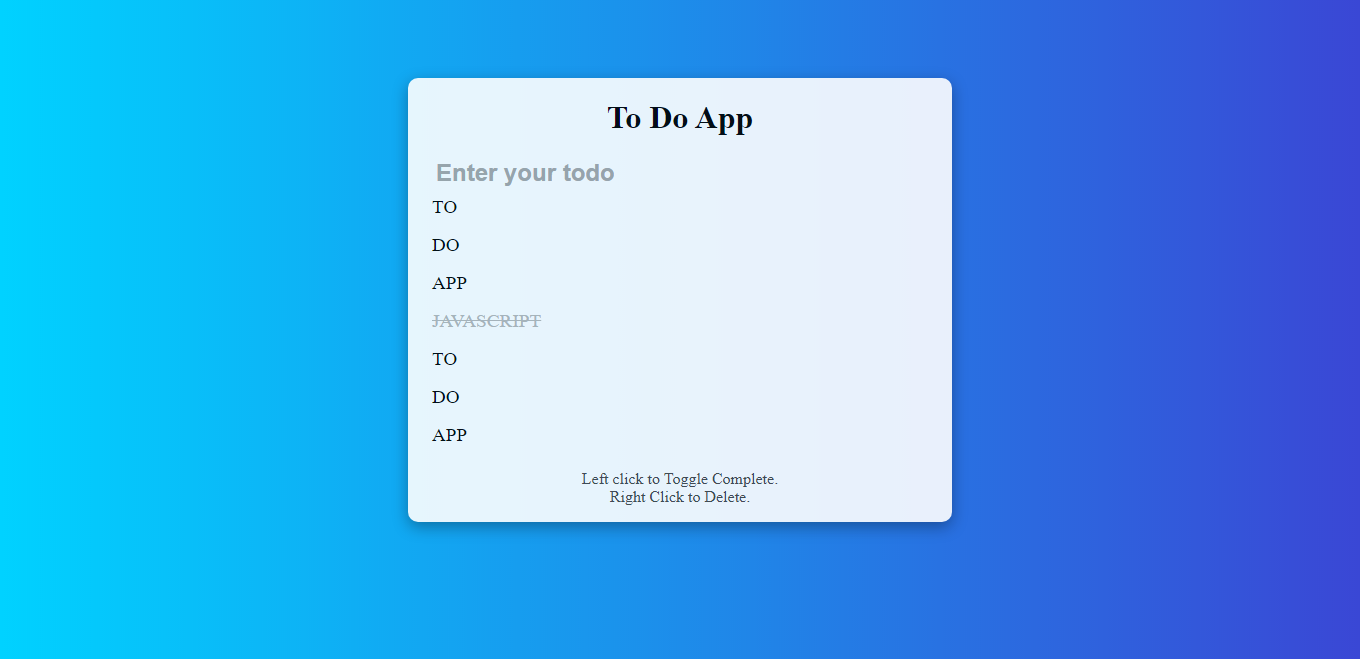 To Do App
Enter your todo
TO
DO
APP
JAVASCRIPT
TO
DO
APP
Left click to Toggle Complete.
Right Click to Delete.